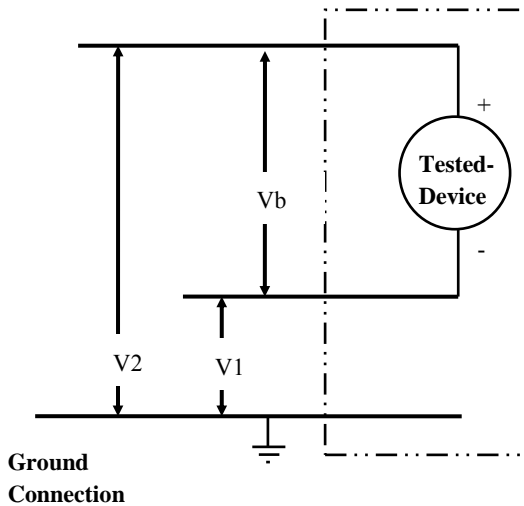 +
Tested-
Device
Vb
-
V2
V1
Ground
Connection